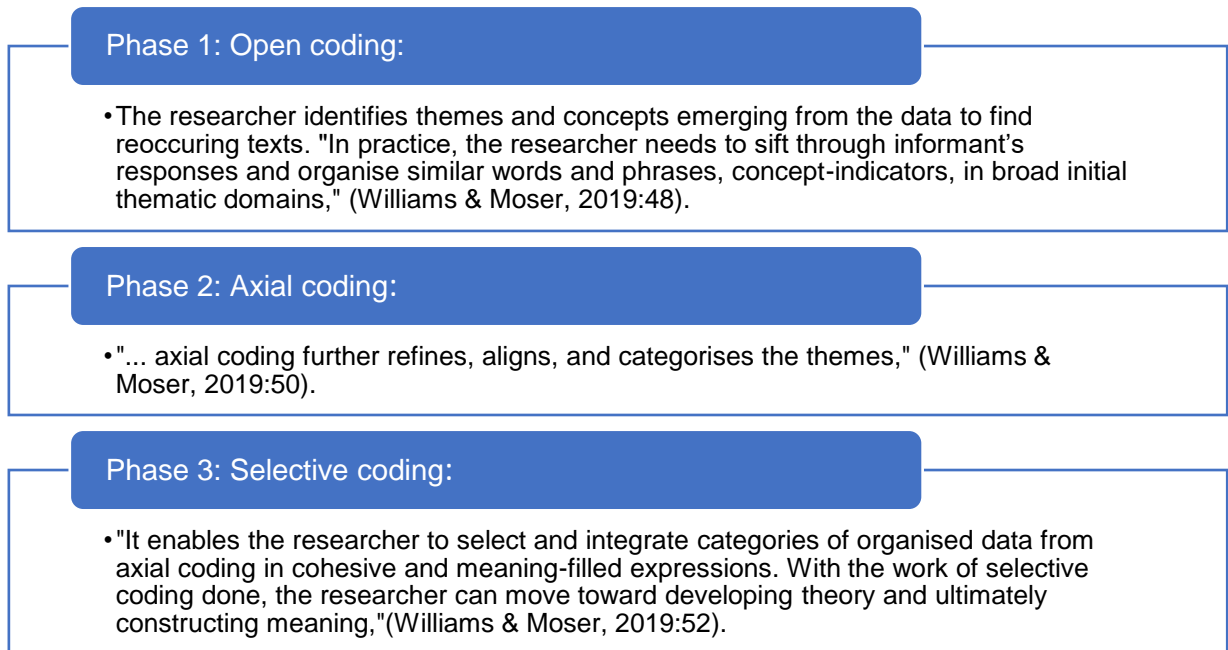 Phase 1: Open coding:
•The researcher identifies themes and concepts emerging from the data to find
reoccuring texts. "In practice, the researcher needs to sift through informant’s
responses and organise similar words and phrases, concept-indicators, in broad initial
thematic domains," (Williams & Moser, 2019:48).
Phase 2: Axial coding:
•"... axial coding further refines, aligns, and categorises the themes," (Williams &
Moser, 2019:50).
Phase 3: Selective coding:
•"It enables the researcher to select and integrate categories of organised data from
axial coding in cohesive and meaning-filled expressions. With the work of selective
coding done, the researcher can move toward developing theory and ultimately
constructing meaning,"(Williams & Moser, 2019:52).